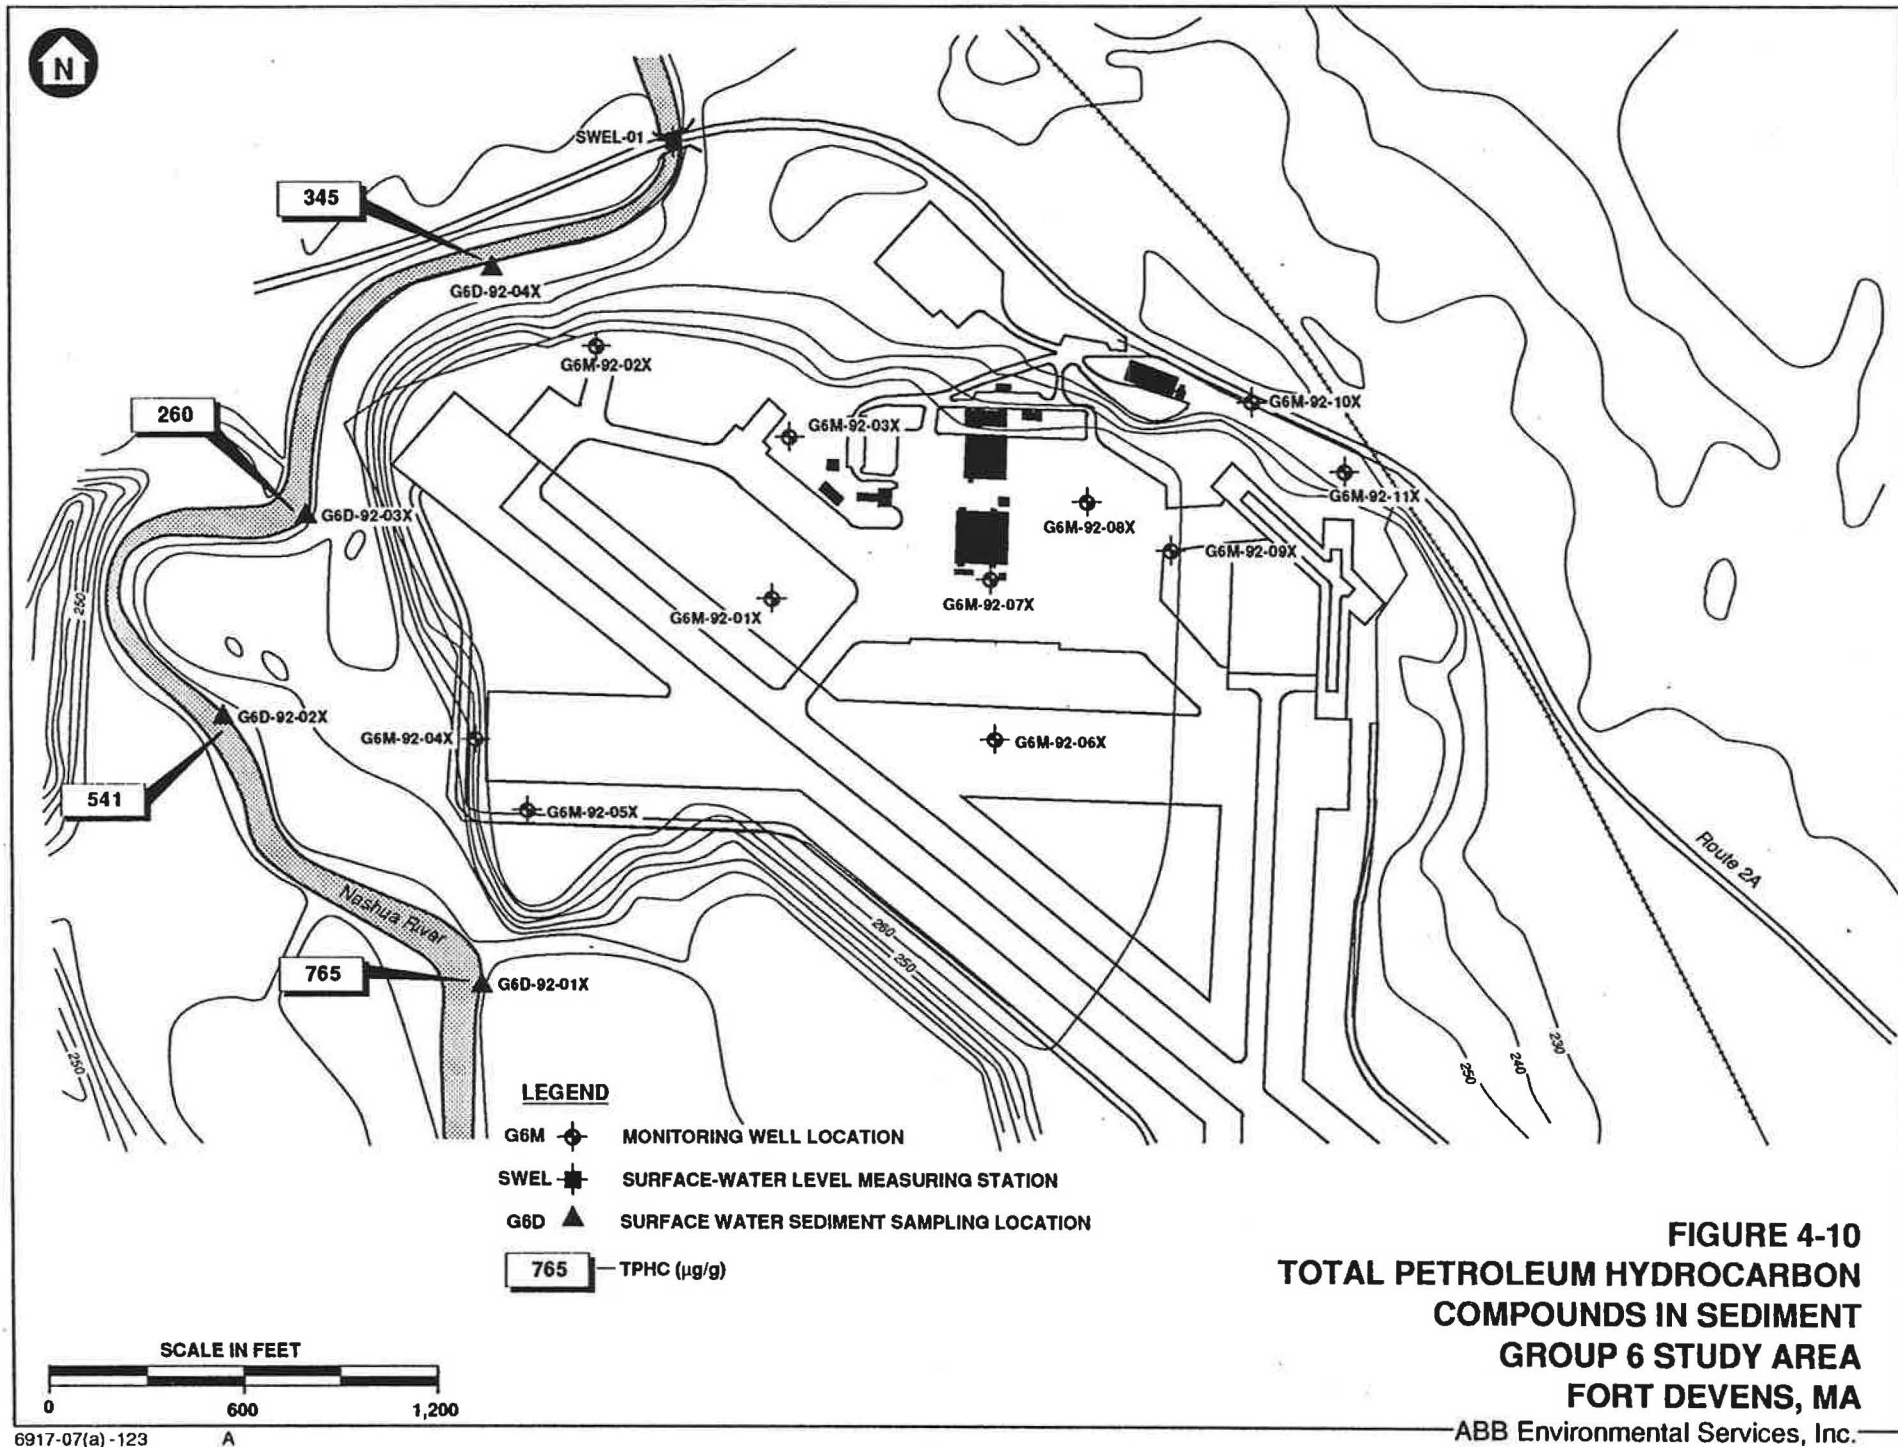 N
SWEL-01
345
G6D-92-04X
G6M-92-02X
260
G6M-92-03X
G6M-92-10X
G6M-92-11X
G6D-92-03X
G6M-92-08X
G6M-92-09X
250
G6M-92-07X
G6M-92-01X
G6D-92-02X
G6M-92-04X
G6M-92-06X
541
G6M-92-05X
Route 2A
Nashua River
260
250
765
G6D-92-01X
250
250
240
230
LEGEND
G6M MONITORING WELL LOCATION
SWEL SURFACE-WATER LEVEL MEASURING STATION
G6D SURFACE WATER SEDIMENT SAMPLING LOCATION
765 TPHC (µg/g)
FIGURE 4-10
TOTAL PETROLEUM HYDROCARBON
COMPOUNDS IN SEDIMENT
GROUP 6 STUDY AREA
FORT DEVENS, MA
SCALE IN FEET
0 600 1,200
ABB Environmental Services, Inc.
6917-07(a)-123 A